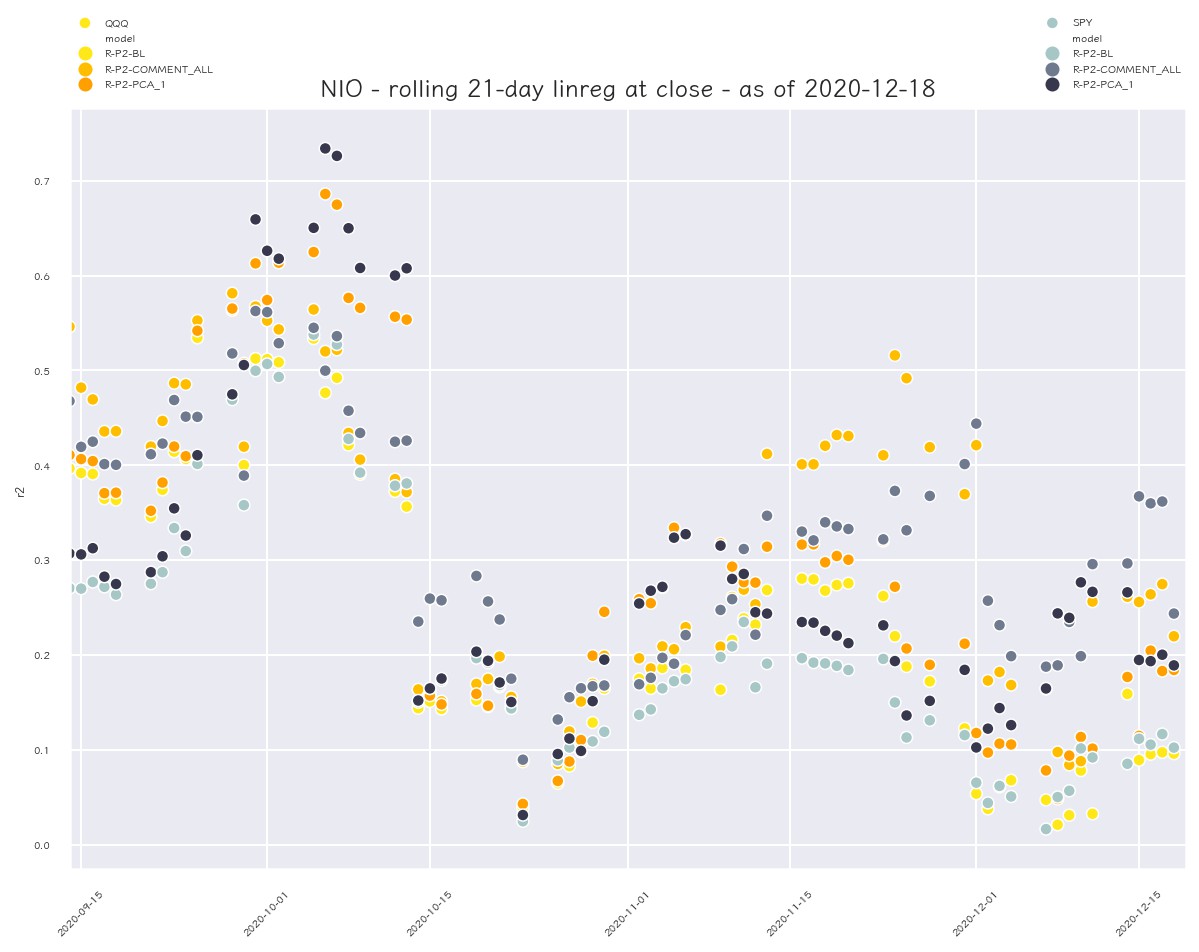 QQQ
model
R-P2-BL
R-P2-COMMENT_ALL
R-P2-PCA_1
SPY
model
R-P2-BL
R-P2-COMMENT_ALL
R-P2-PCA_1
NIO - rolling 21-day linreg at close - as of 2020-12-18
r2
0.7
0.6
0.5
0.4
0.3
0.2
0.1
0.0
2020-09-15
2020-10-01
2020-10-15
2020-11-01
2020-11-15
2020-12-01
2020-12-15